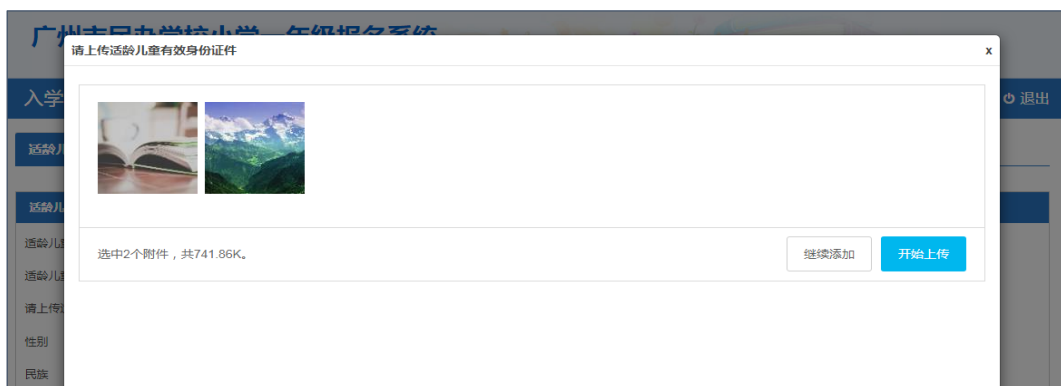 广州市民办学校小学一年级报名系统
请上传适龄儿童有效身份证件
x
入学
退出
适龄儿
适龄儿
适龄儿童
选中2个附件，共741.86K。
继续添加
开始上传
适龄儿童
请上传适
性别
民族